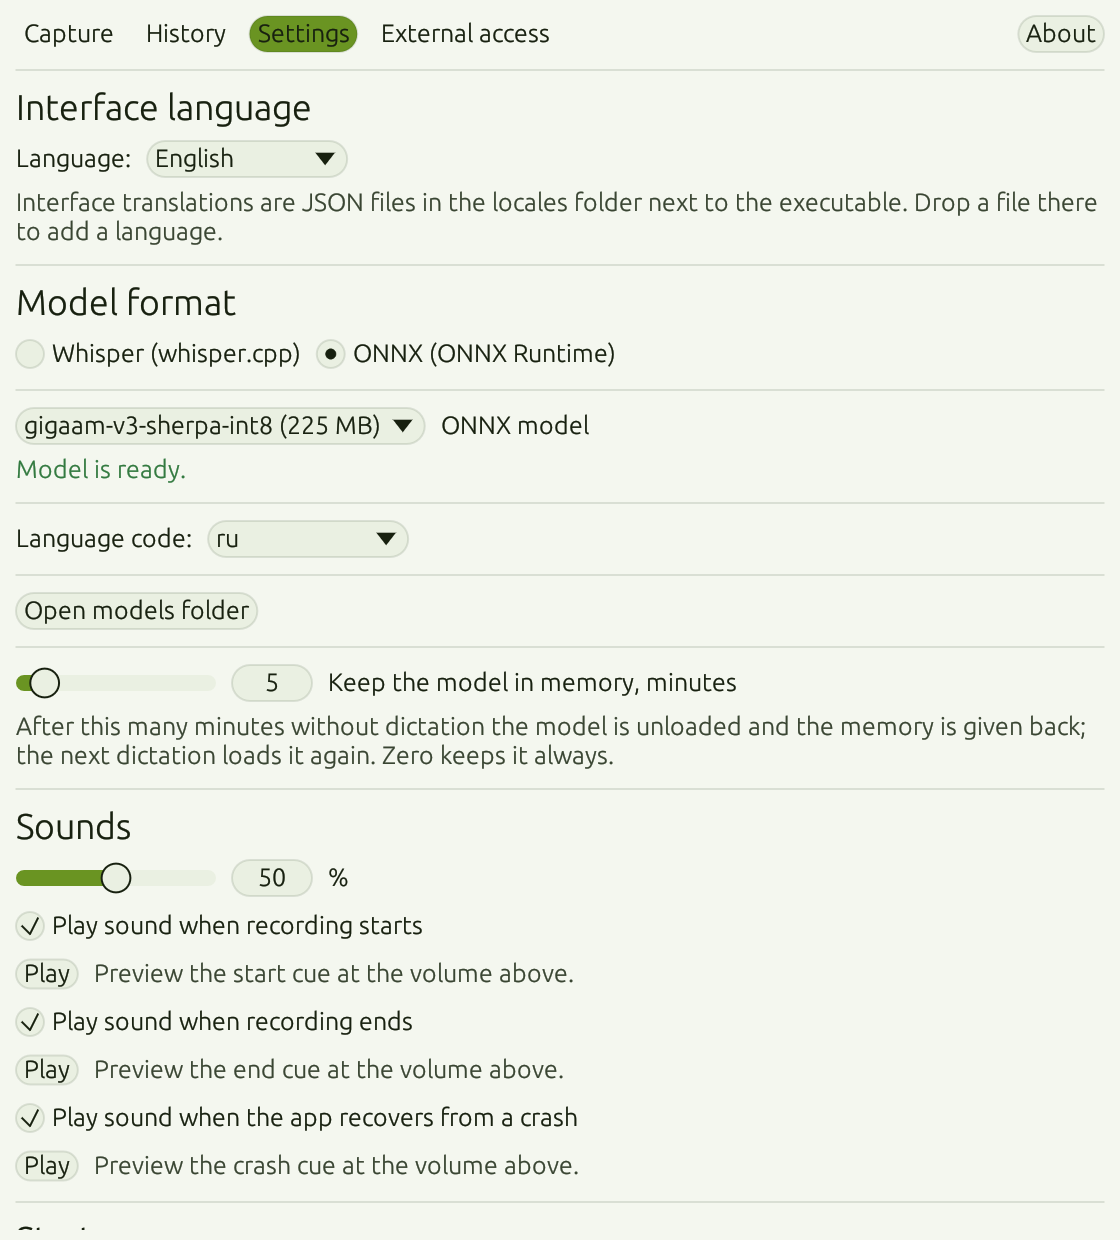 Capture History Settings External access About
Interface language
Language: English
Interface translations are JSON files in the locales folder next to the executable. Drop a file there
to add a language.
Model format
Whisper (whisper.cpp) ONNX (ONNX Runtime)
gigaam-v3-sherpa-int8 (225 MB) ONNX model
Model is ready.
Language code: ru
Open models folder
5 Keep the model in memory, minutes
After this many minutes without dictation the model is unloaded and the memory is given back;
the next dictation loads it again. Zero keeps it always.
Sounds
50 %
Play sound when recording starts
Play Preview the start cue at the volume above.
Play sound when recording ends
Play Preview the end cue at the volume above.
Play sound when the app recovers from a crash
Play Preview the crash cue at the volume above.